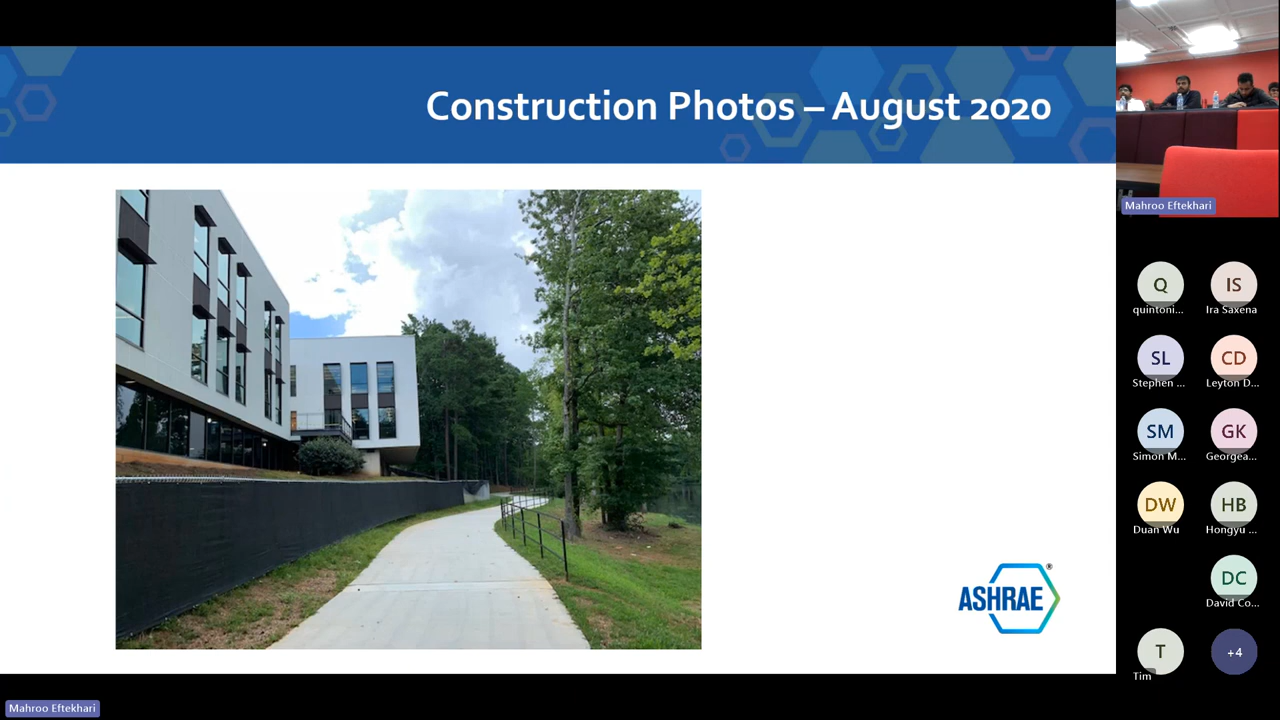 Construction Photos – August 2020
ASHRAE®
Mahroo Eftekhari
Q
quintoni...
IS
Ira Saxena
SL
Stephen ...
CD
Leyton D...
SM
Simon M...
GK
Georgea...
DW
Duan Wu
HB
Hongyu ...
DC
David Co...
T
Tim
+4
Mahroo Eftekhari